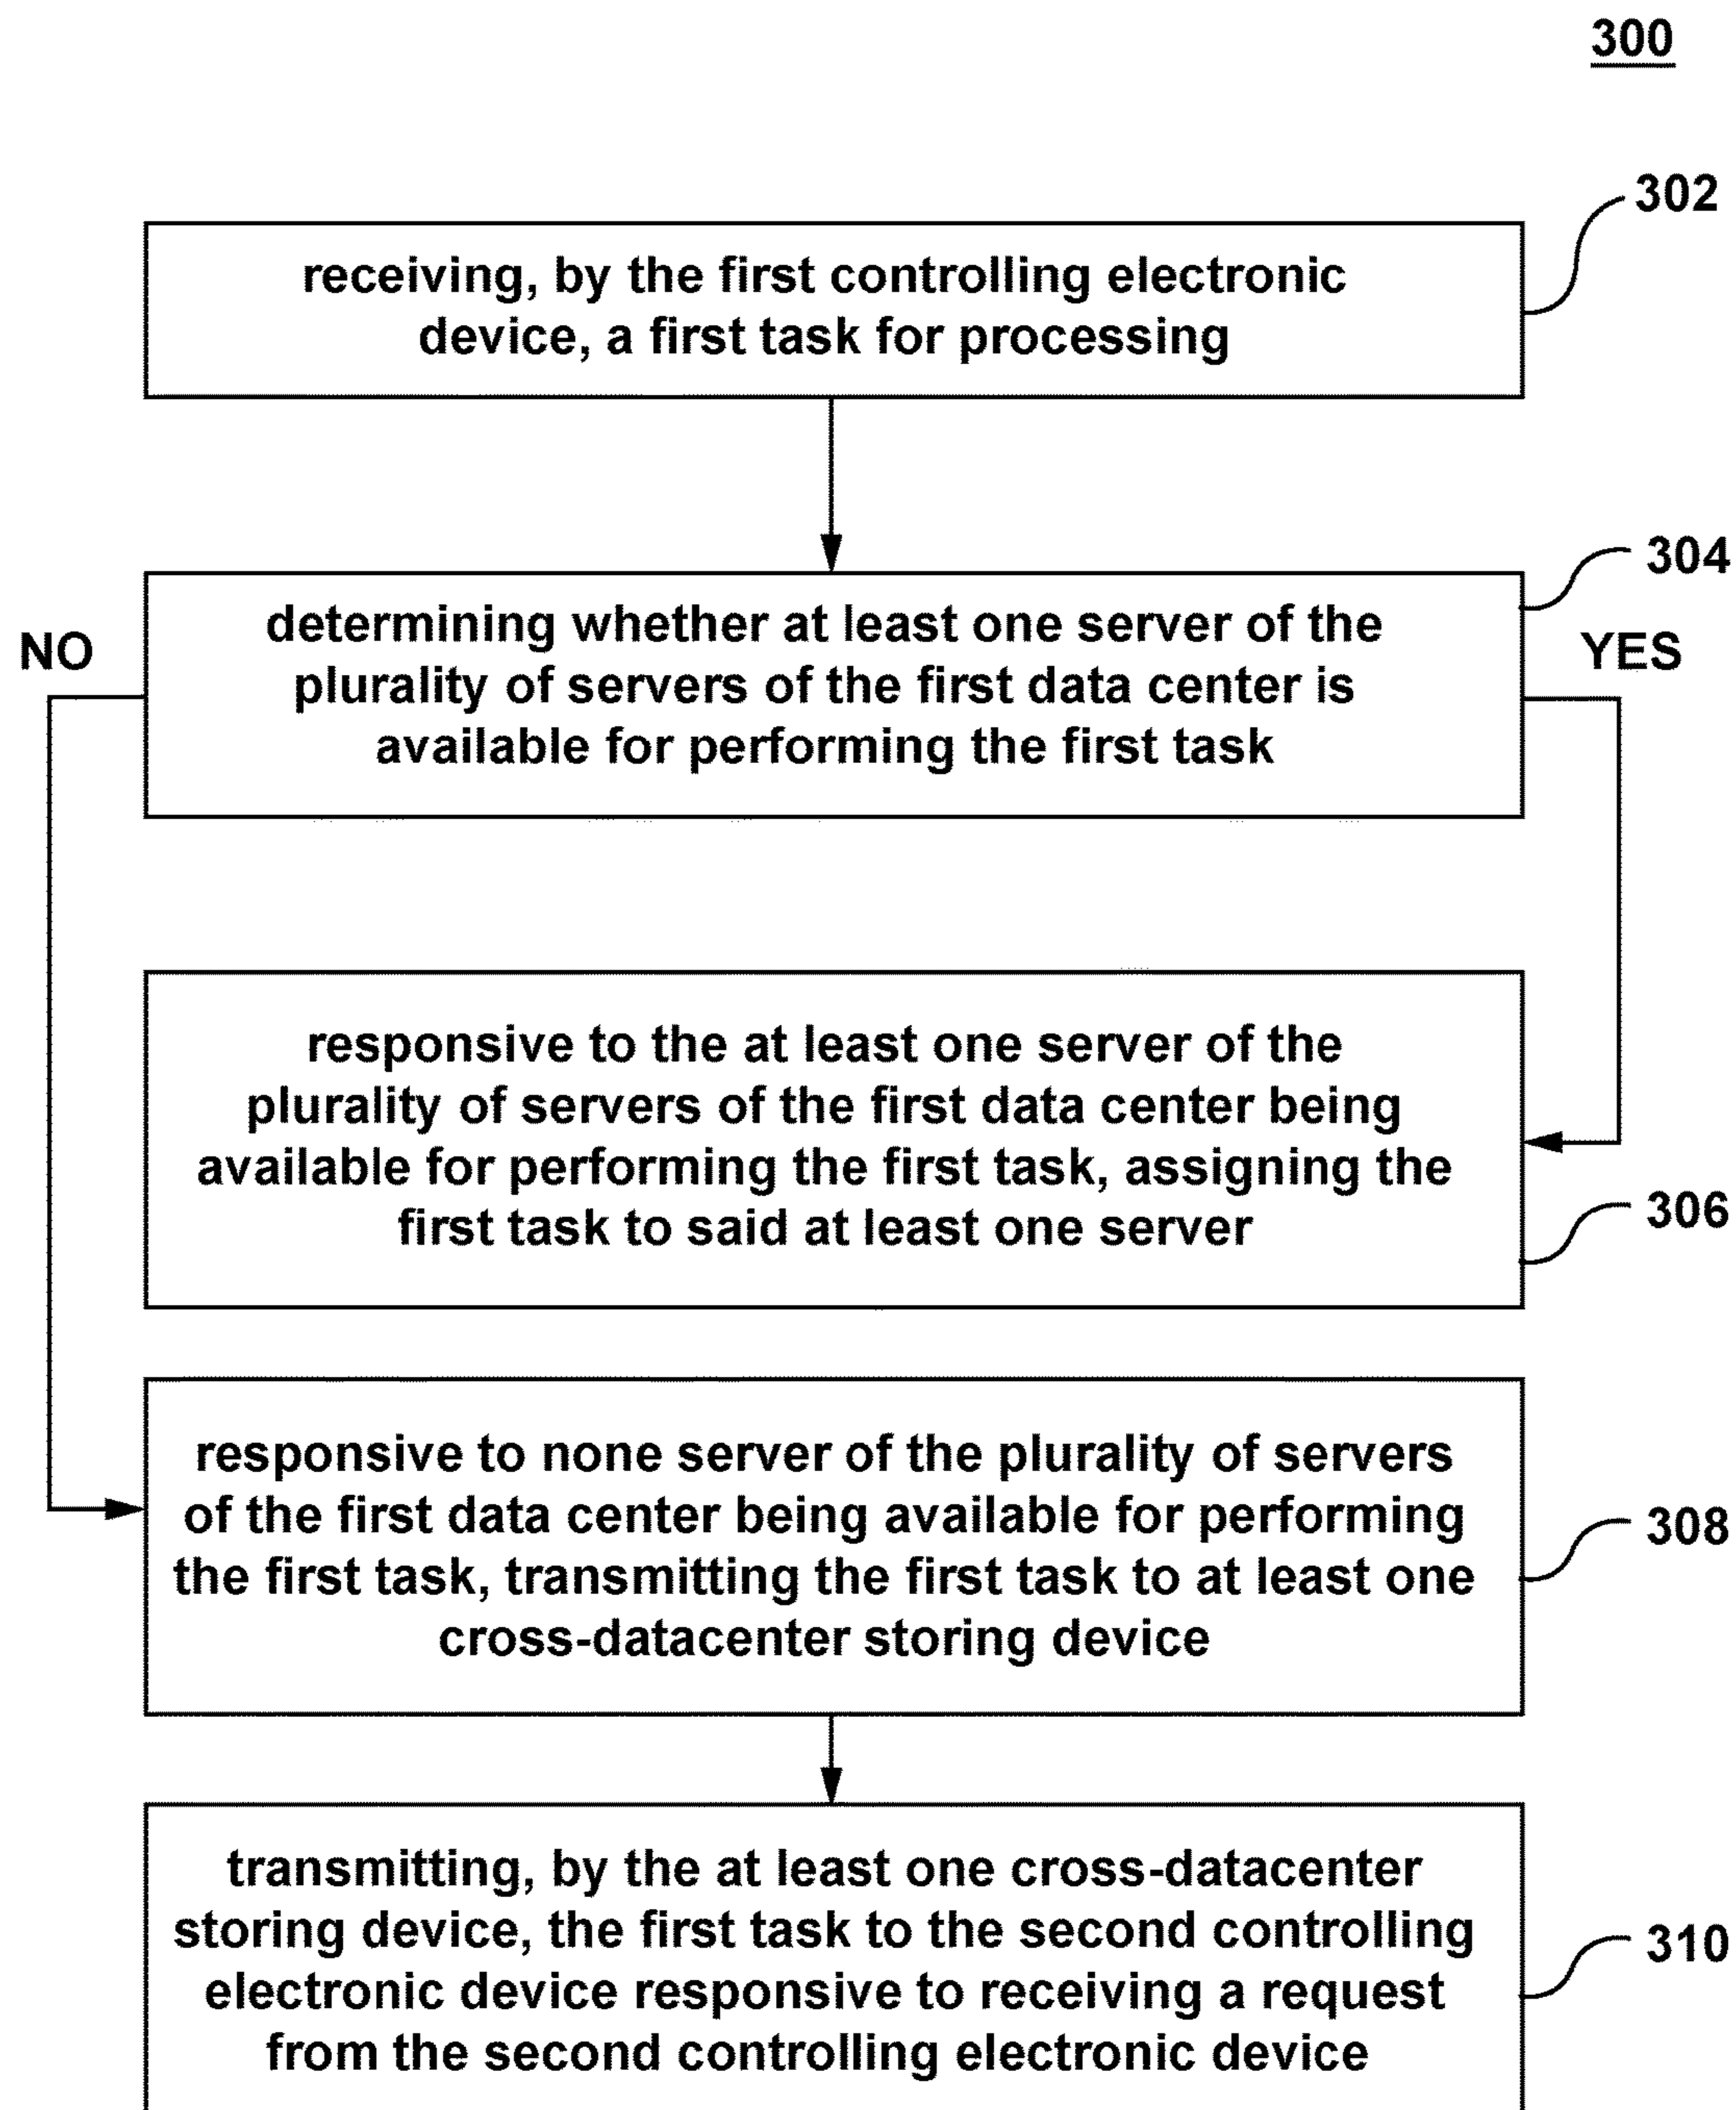 300
302
receiving, by the first controlling electronic
device, a first task for processing
304
NO
YES
determining whether at least one server of the
plurality of servers of the first data center is
available for performing the first task
responsive to the at least one server of the
plurality of servers of the first data center being
available for performing the first task, assigning the
first task to said at least one server
306
responsive to none server of the plurality of servers
of the first data center being available for performing
the first task, transmitting the first task to at least one
cross-datacenter storing device
308
transmitting, by the at least one cross-datacenter
storing device, the first task to the second controlling
electronic device responsive to receiving a request
from the second controlling electronic device
310